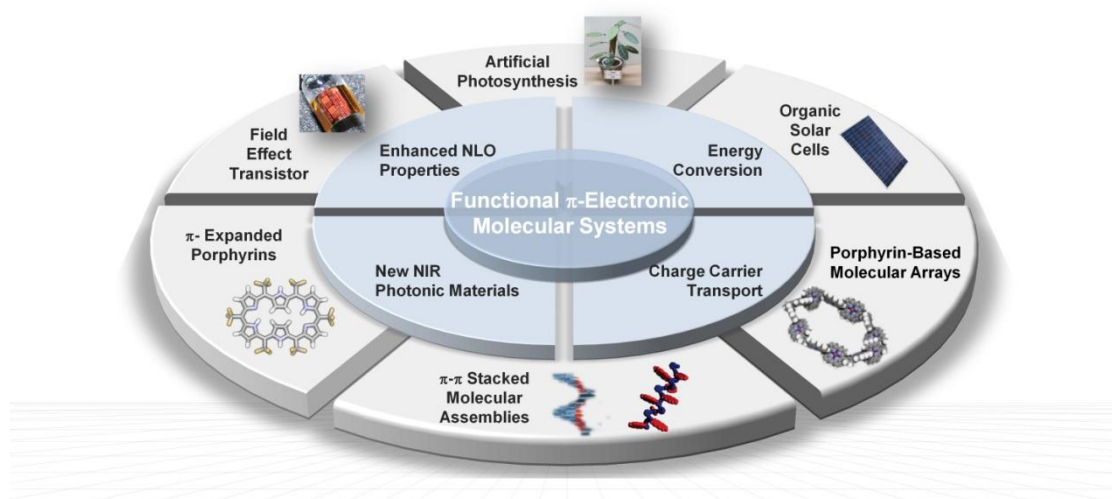 Artificial
Photosynthesis
Field
Effect
Transistor
Organic
Solar
Cells
Enhanced NLO
Properties
Energy
Conversion
Functional π-Electronic
Molecular Systems
π- Expanded
Porphyrins
New NIR
Photonic Materials
Charge Carrier
Transport
Porphyrin-Based
Molecular Arrays
π-π Stacked
Molecular
Assemblies